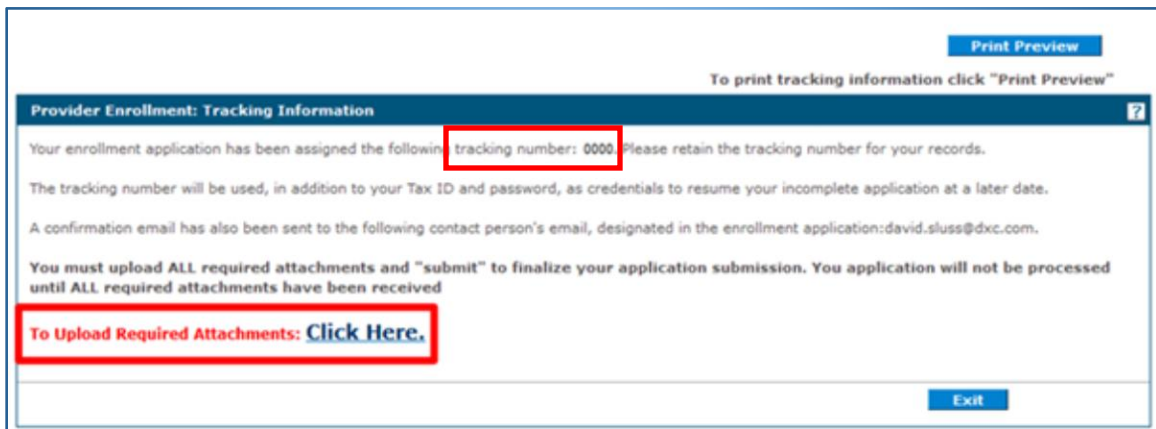 Print Preview
To print tracking information click "Print Preview"
Provider Enrollment: Tracking Information
?
Your enrollment application has been assigned the following tracking number: 0000. Please retain the tracking number for your records.
The tracking number will be used, in addition to your Tax ID and password, as credentials to resume your incomplete application at a later date.
A confirmation email has also been sent to the following contact person's email, designated in the enrollment application:david.sluss@dxc.com.
You must upload ALL required attachments and "submit" to finalize your application submission. You application will not be processed
until ALL required attachments have been received
To Upload Required Attachments: Click Here.
Exit